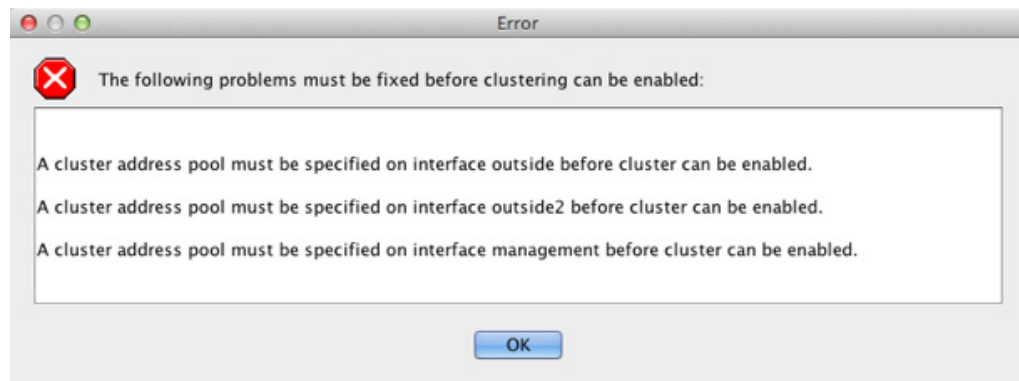 Error
The following problems must be fixed before clustering can be enabled:
A cluster address pool must be specified on interface outside before cluster can be enabled.
A cluster address pool must be specified on interface outside2 before cluster can be enabled.
A cluster address pool must be specified on interface management before cluster can be enabled.
OK